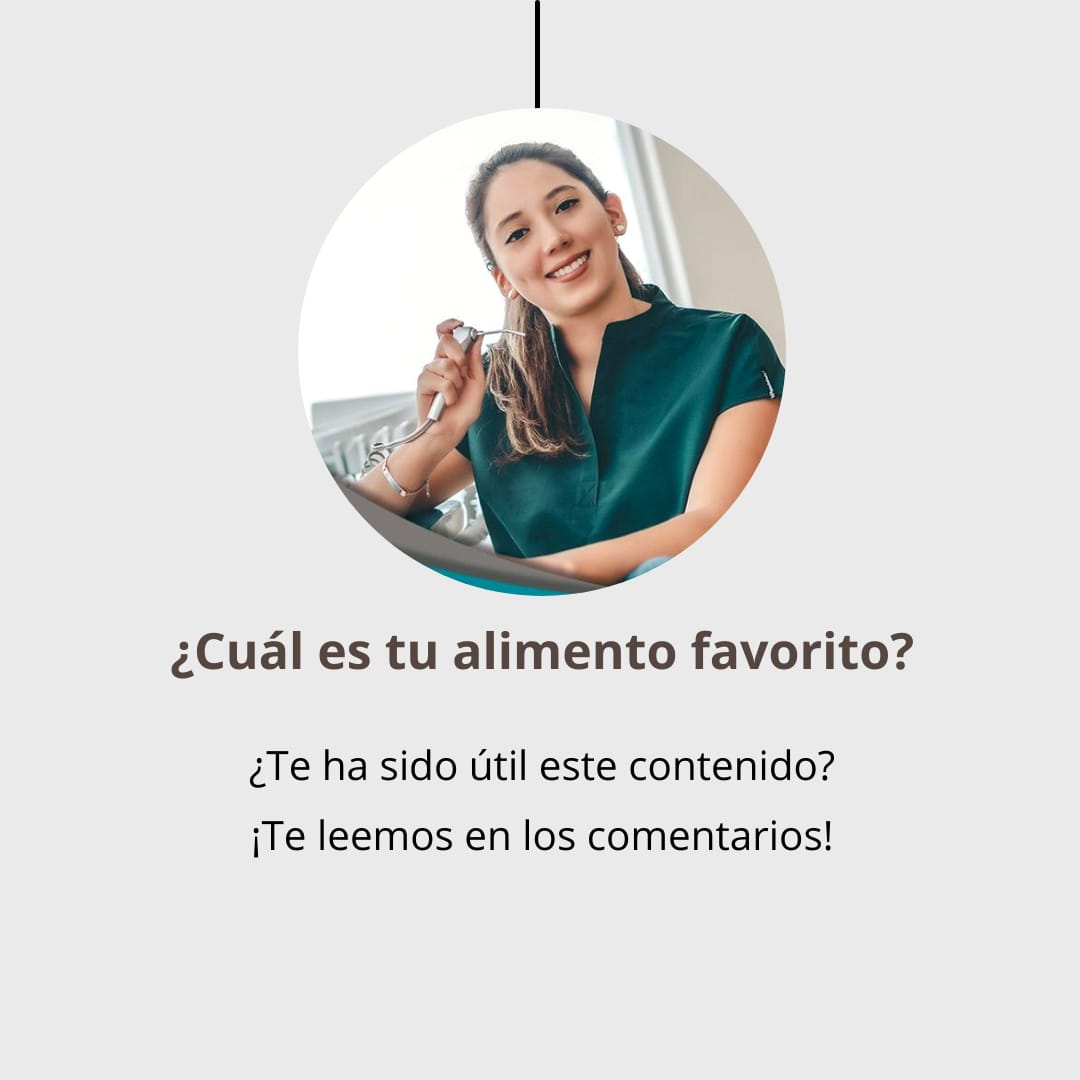 ¿Cuál es tu alimento favorito?
¿Te ha sido útil este contenido?
¡Te leemos en los comentarios!